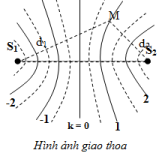 M
S₁ d₁ d₂ S₂
-2 -1 k = 0 1 2
Hình ảnh giao thoa